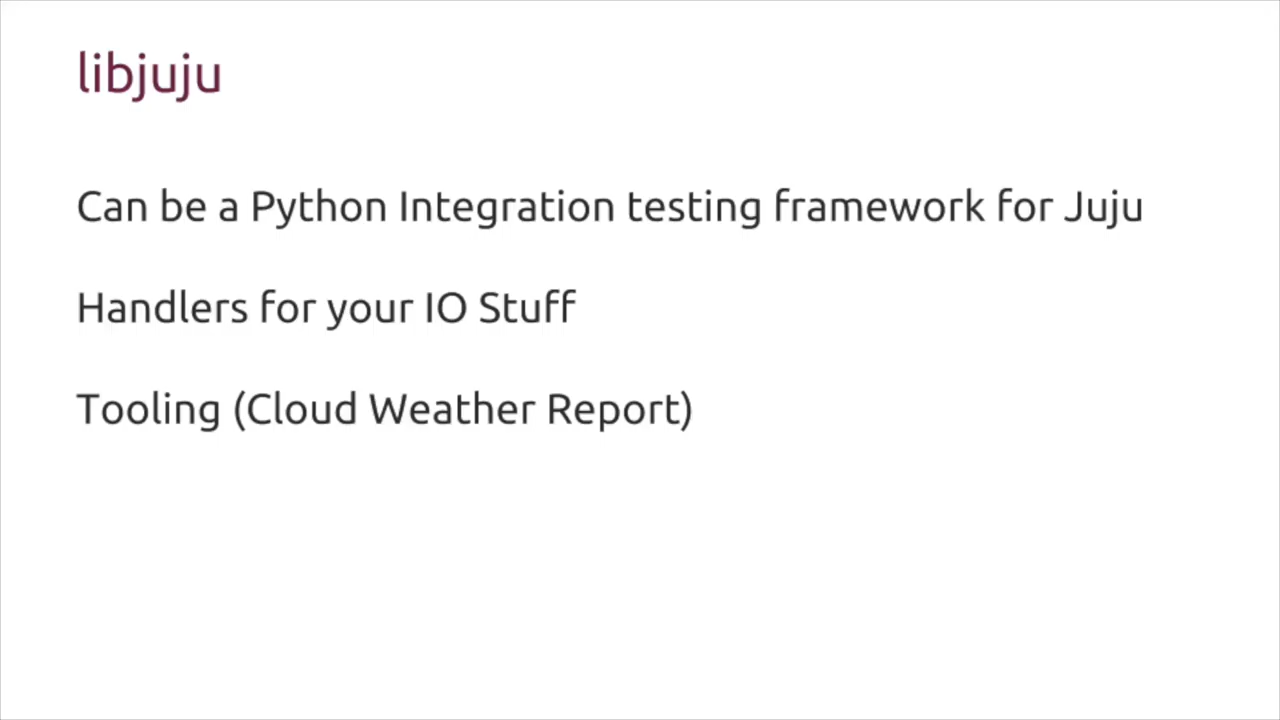 libjuju
Can be a Python Integration testing framework for Juju
Handlers for your IO Stuff
Tooling (Cloud Weather Report)